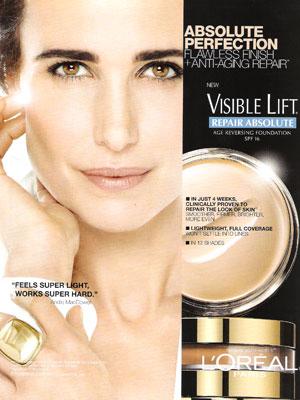 ABSOLUTE
PERFECTION
FLAWLESS FINISH
+ANTI-AGING REPAIR*
NEW
VISIBLE LIFT
REPAIR ABSOLUTE
AGE REVERSING FOUNDATION
SPF 16
■ IN JUST 4 WEEKS,
CLINICALLY PROVEN TO
REPAIR THE LOOK OF SKIN*
SMOOTHER, FIRMER, BRIGHTER,
MORE EVEN
■ LIGHTWEIGHT, FULL COVERAGE
WON'T SETTLE INTO LINES
■ IN 12 SHADES
"FEELS SUPER LIGHT,
WORKS SUPER HARD."
Andie MacDowell
L'ORÉAL
PARIS